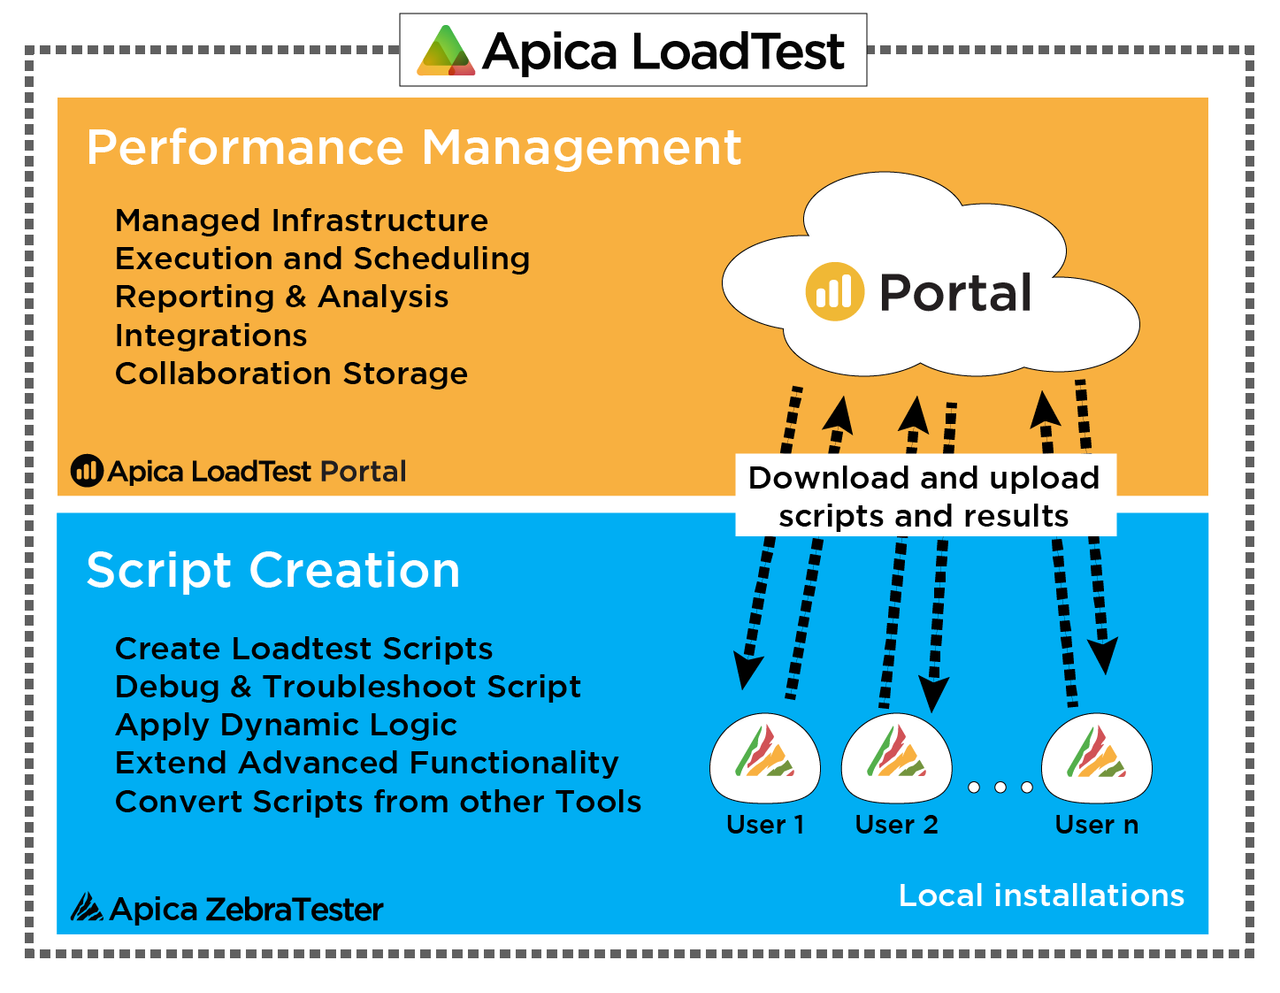 Apica LoadTest
Performance Management
Managed Infrastructure
Execution and Scheduling
Reporting & Analysis
Integrations
Collaboration Storage
Portal
Apica LoadTest Portal
Download and upload
scripts and results
Script Creation
Create Loadtest Scripts
Debug & Troubleshoot Script
Apply Dynamic Logic
Extend Advanced Functionality
Convert Scripts from other Tools
User 1
User 2
User n
Apica ZebraTester
Local installations